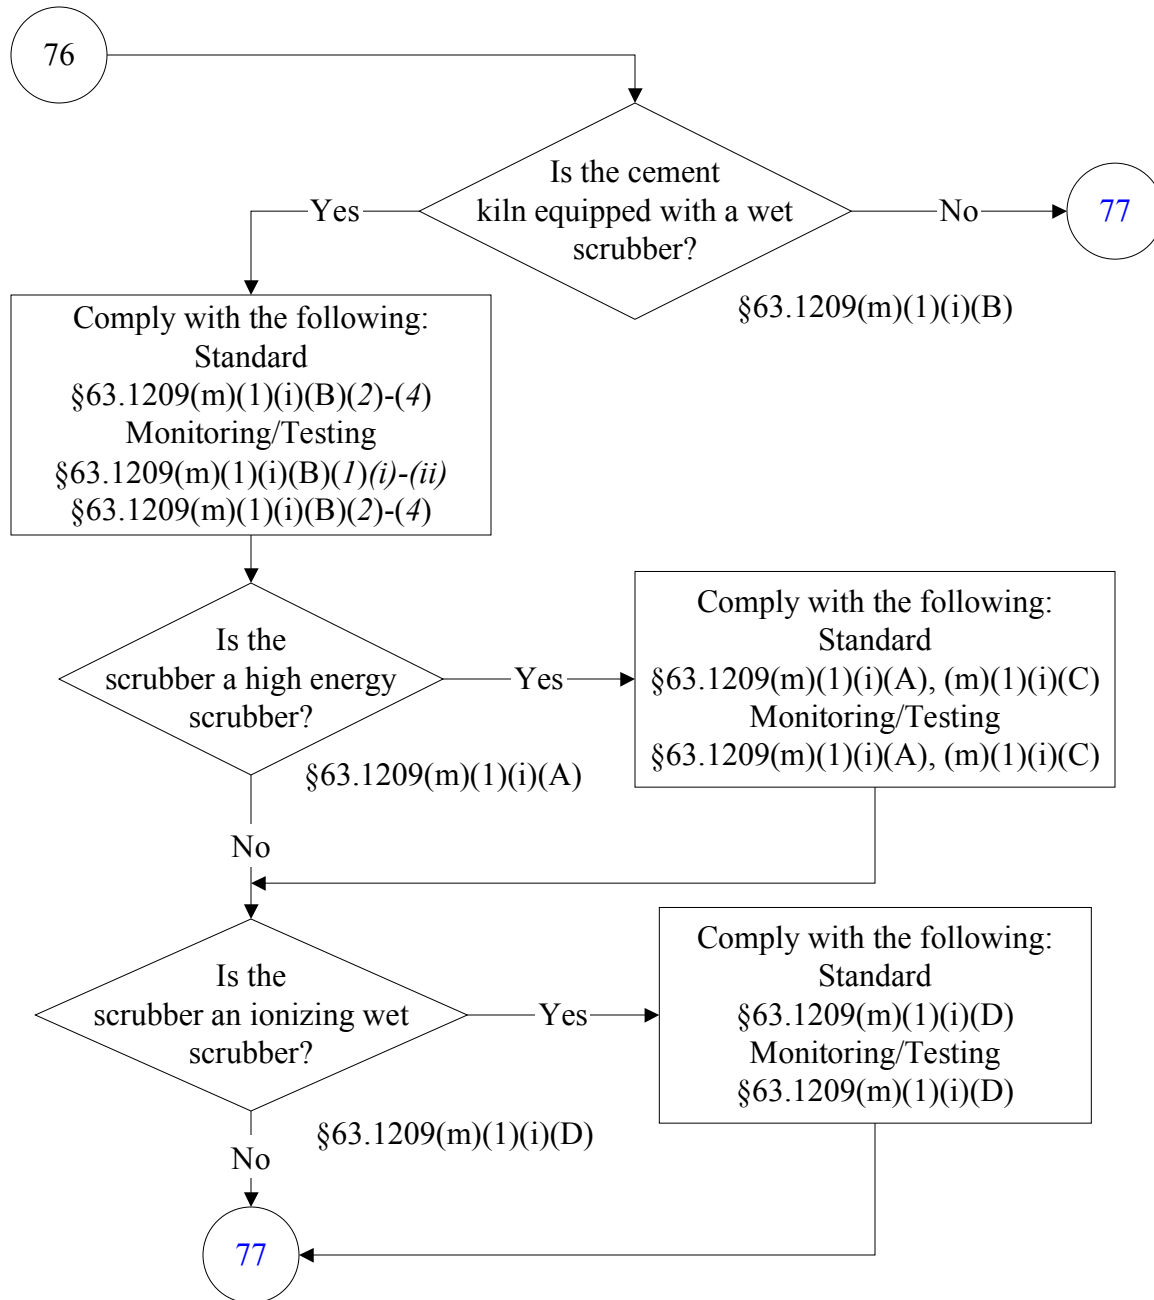 76
Is the cement
kiln equipped with a wet
scrubber?
Yes
No
77
§63.1209(m)(1)(i)(B)
Comply with the following:
Standard
§63.1209(m)(1)(i)(B)(2)-(4)
Monitoring/Testing
§63.1209(m)(1)(i)(B)(1)(i)-(ii)
§63.1209(m)(1)(i)(B)(2)-(4)
Is the
scrubber a high energy
scrubber?
Yes
§63.1209(m)(1)(i)(A)
No
Comply with the following:
Standard
§63.1209(m)(1)(i)(A), (m)(1)(i)(C)
Monitoring/Testing
§63.1209(m)(1)(i)(A), (m)(1)(i)(C)
Is the
scrubber an ionizing wet
scrubber?
Yes
§63.1209(m)(1)(i)(D)
No
Comply with the following:
Standard
§63.1209(m)(1)(i)(D)
Monitoring/Testing
§63.1209(m)(1)(i)(D)
77